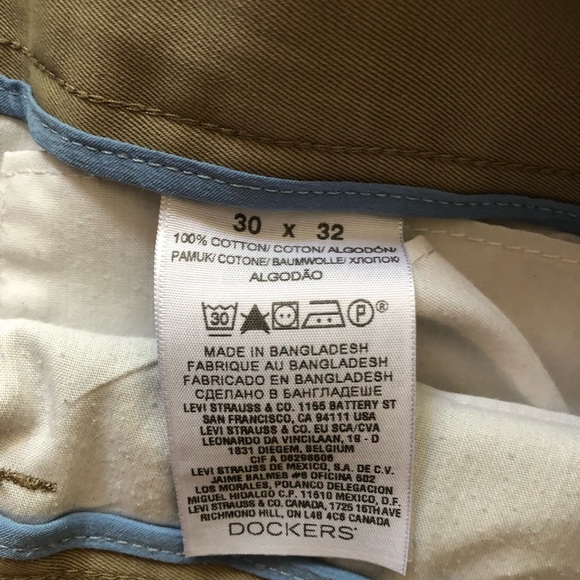 30 x 32
100% COTTON/ COTON/ ALGODÓN/
PAMUK/ COTONE/ BAUMWOLLE/ ХЛОПОК/
ALGODÃO
30 P ®
MADE IN BANGLADESH
FABRIQUE AU BANGLADESH
FABRICADO EN BANGLADESH
СДЕЛАНО В БАНГЛАДЕШЕ
LEVI STRAUSS & CO. 1155 BATTERY ST
SAN FRANCISCO, CA 94111 USA
LEVI STRAUSS & CO. EU SCA/CVA
LEONARDO DA VINCILAAN, 19 - D
1831 DIEGEM, BELGIUM
CIF A 08296606
LEVI STRAUSS DE MEXICO, S.A. DE C.V.
JAIME BALMES #8 OFICINA 602
LOS MORALES, POLANCO DELEGACION
MIGUEL HIDALGO C.P. 11510 MEXICO, D.F.
LEVI STRAUSS & CO. CANADA, 1725 16TH AVE
RICHMOND HILL, ON L4B 4C6 CANADA
DOCKERS®